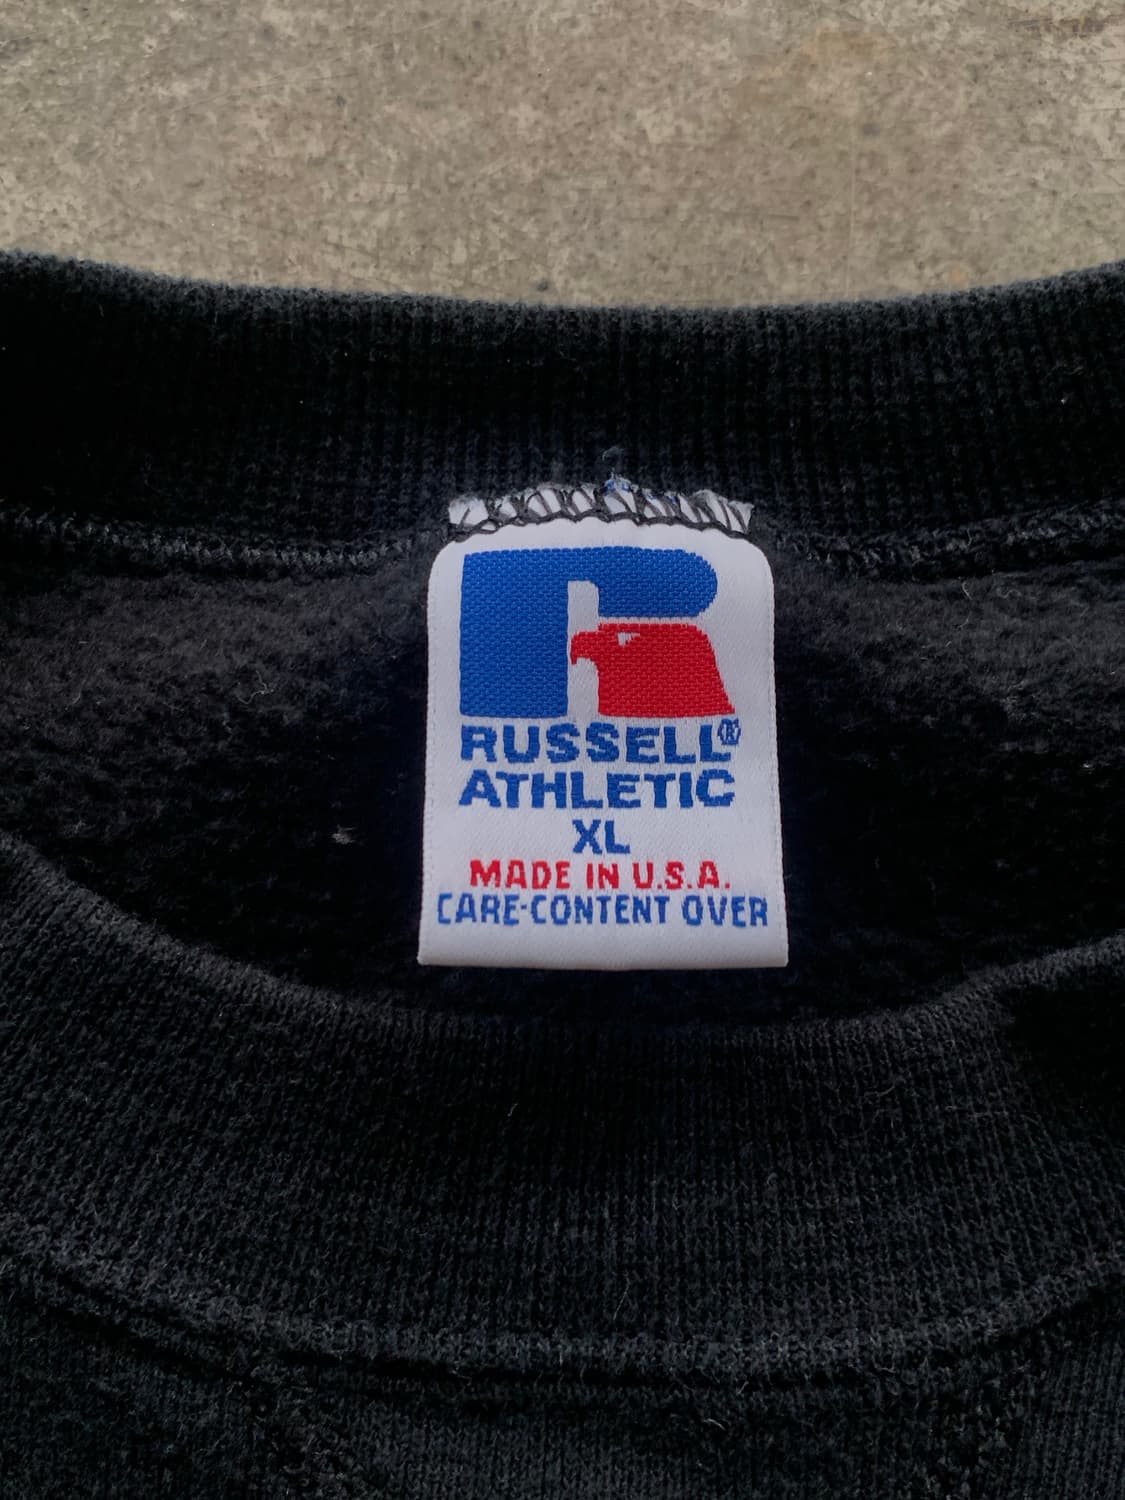 RUSSELL®
ATHLETIC
XL
MADE IN U.S.A.
CARE-CONTENT OVER